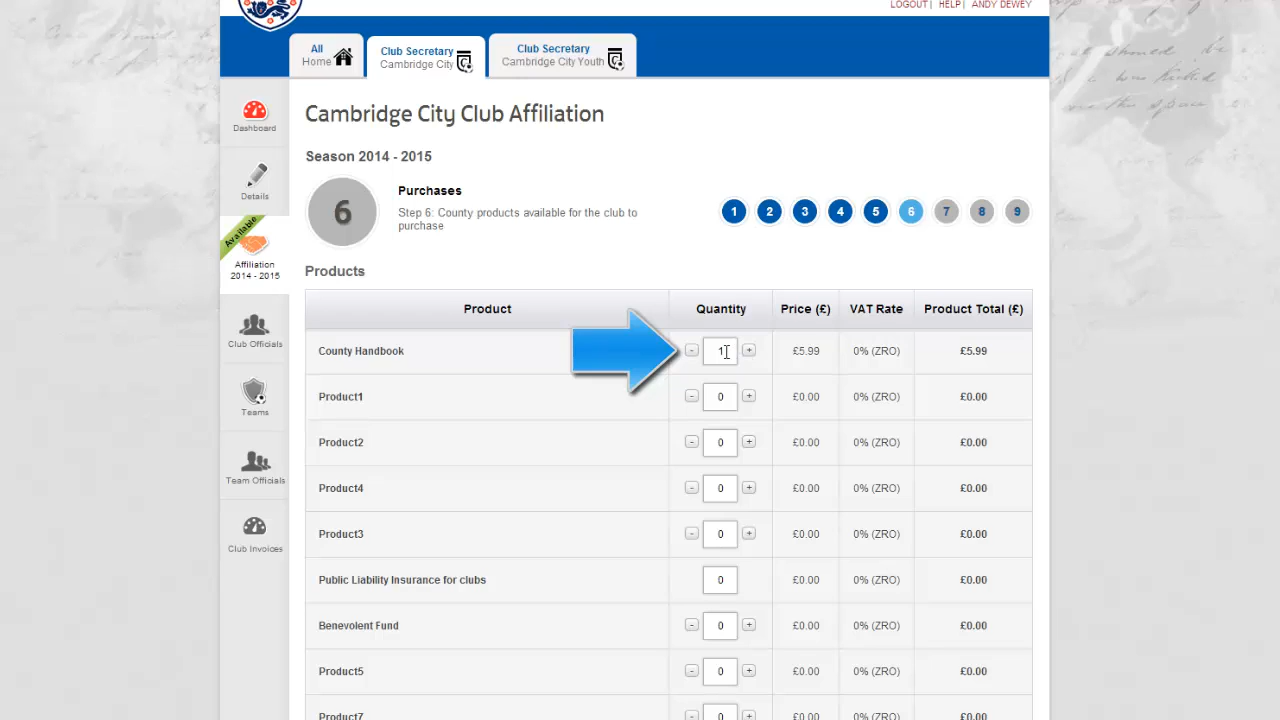 LOGOUT | HELP | ANDY DEWEY
All
Home
Club Secretary
Cambridge City
Club Secretary
Cambridge City Youth
Dashboard
Details
Available
Affiliation
2014 - 2015
Club Officials
Teams
Team Officials
Club Invoices
Cambridge City Club Affiliation
Season 2014 - 2015
6
Purchases
Step 6: County products available for the club to
purchase
1 2 3 4 5 6 7 8 9
Products
Product Quantity Price (£) VAT Rate Product Total (£)
County Handbook - 1 + £5.99 0% (ZRO) £5.99
Product1 - 0 + £0.00 0% (ZRO) £0.00
Product2 - 0 + £0.00 0% (ZRO) £0.00
Product4 - 0 + £0.00 0% (ZRO) £0.00
Product3 - 0 + £0.00 0% (ZRO) £0.00
Public Liability Insurance for clubs 0 £0.00 0% (ZRO) £0.00
Benevolent Fund - 0 + £0.00 0% (ZRO) £0.00
Product5 - 0 + £0.00 0% (ZRO) £0.00
Product7 - 0 + £0.00 0% (ZRO) £0.00